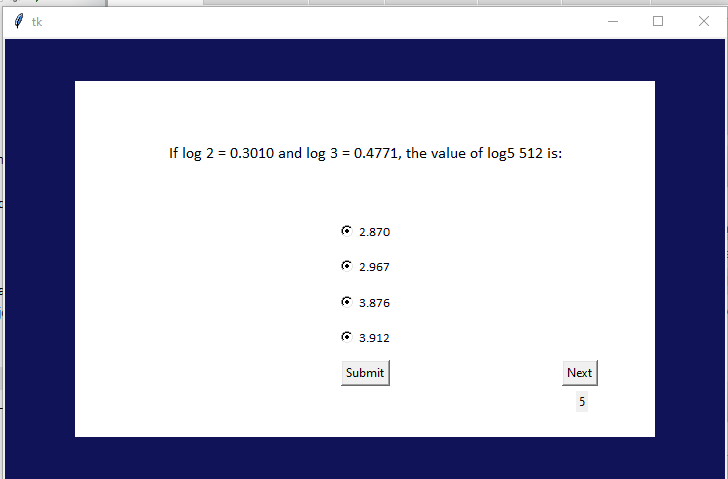 tk
If log 2 = 0.3010 and log 3 = 0.4771, the value of log5 512 is:
2.870
2.967
3.876
3.912
Submit
Next
5